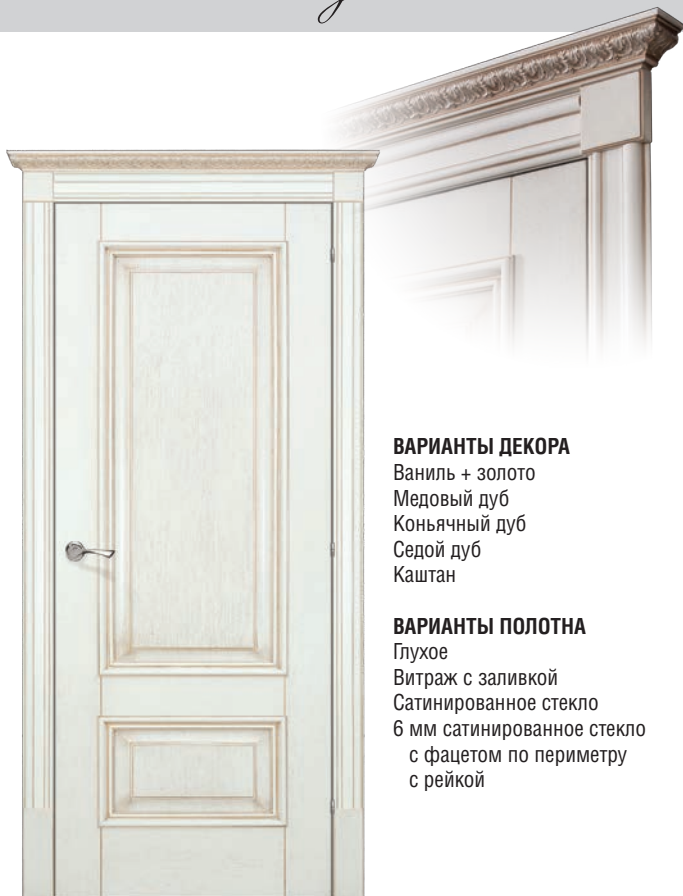 ВАРИАНТЫ ДЕКОРА
Ваниль + золото
Медовый дуб
Коньячный дуб
Седой дуб
Каштан
ВАРИАНТЫ ПОЛОТНА
Глухое
Витраж с заливкой
Сатинированное стекло
6 мм сатинированное стекло
с фацетом по периметру
с рейкой